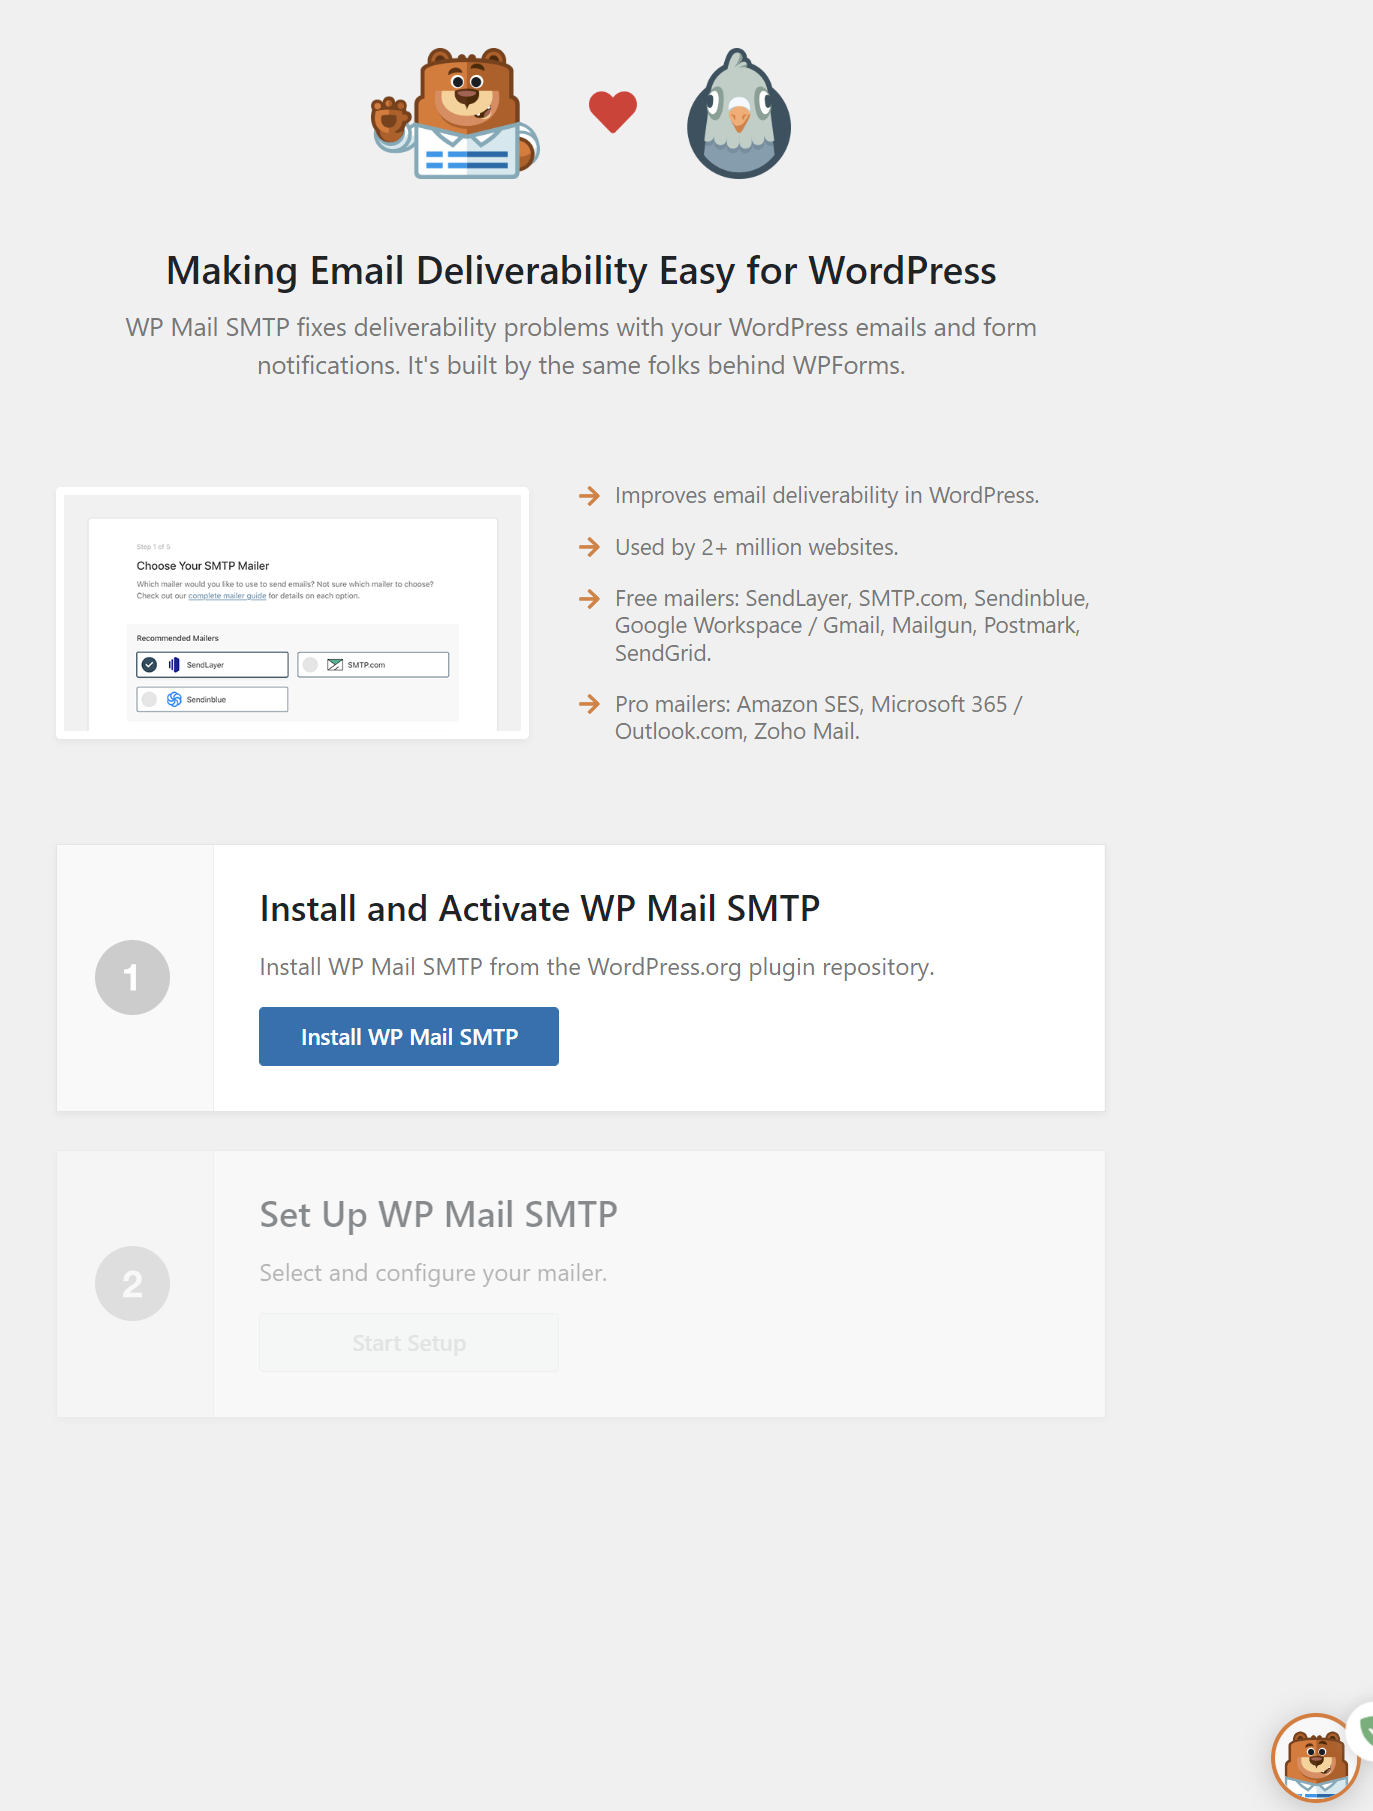 Making Email Deliverability Easy for WordPress
WP Mail SMTP fixes deliverability problems with your WordPress emails and form
notifications. It's built by the same folks behind WPForms.
Step 1 of 5
Choose Your SMTP Mailer
Which mailer would you like to use to send emails? Not sure which mailer to choose?
Check out our complete mailer guide for details on each option.
Recommended Mailers
SendLayer
SMTP.com
Sendinblue
Improves email deliverability in WordPress.
Used by 2+ million websites.
Free mailers: SendLayer, SMTP.com, Sendinblue,
Google Workspace / Gmail, Mailgun, Postmark,
SendGrid.
Pro mailers: Amazon SES, Microsoft 365 /
Outlook.com, Zoho Mail.
1
Install and Activate WP Mail SMTP
Install WP Mail SMTP from the WordPress.org plugin repository.
Install WP Mail SMTP
2
Set Up WP Mail SMTP
Select and configure your mailer.
Start Setup